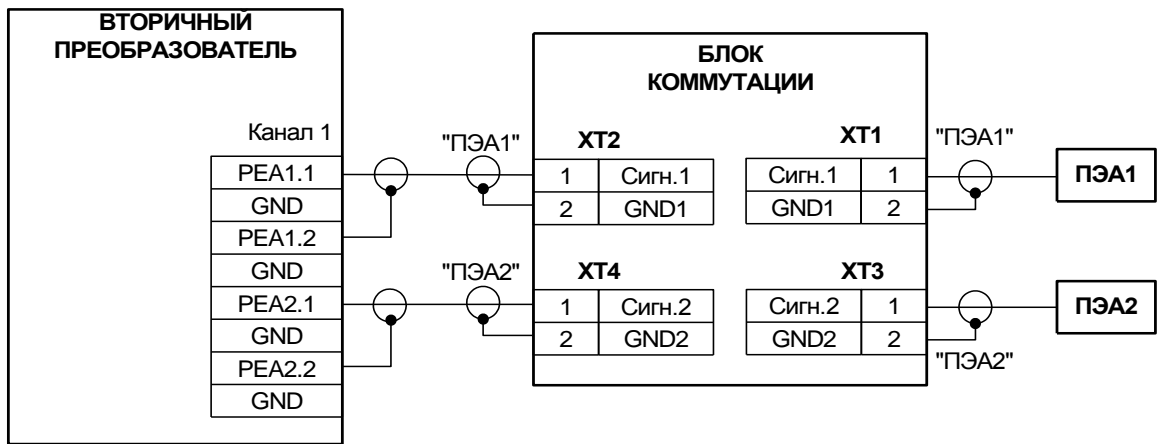 ВТОРИЧНЫЙ
ПРЕОБРАЗОВАТЕЛЬ
Канал 1
PEA1.1
GND
PEA1.2
GND
PEA2.1
GND
PEA2.2
GND
"ПЭА1"
"ПЭА2"
БЛОК
КОММУТАЦИИ
XT2
1 Сигн.1
2 GND1
XT1
Сигн.1 1
GND1 2
XT4
1 Сигн.2
2 GND2
XT3
Сигн.2 1
GND2 2
"ПЭА1"
ПЭА1
ПЭА2
"ПЭА2"